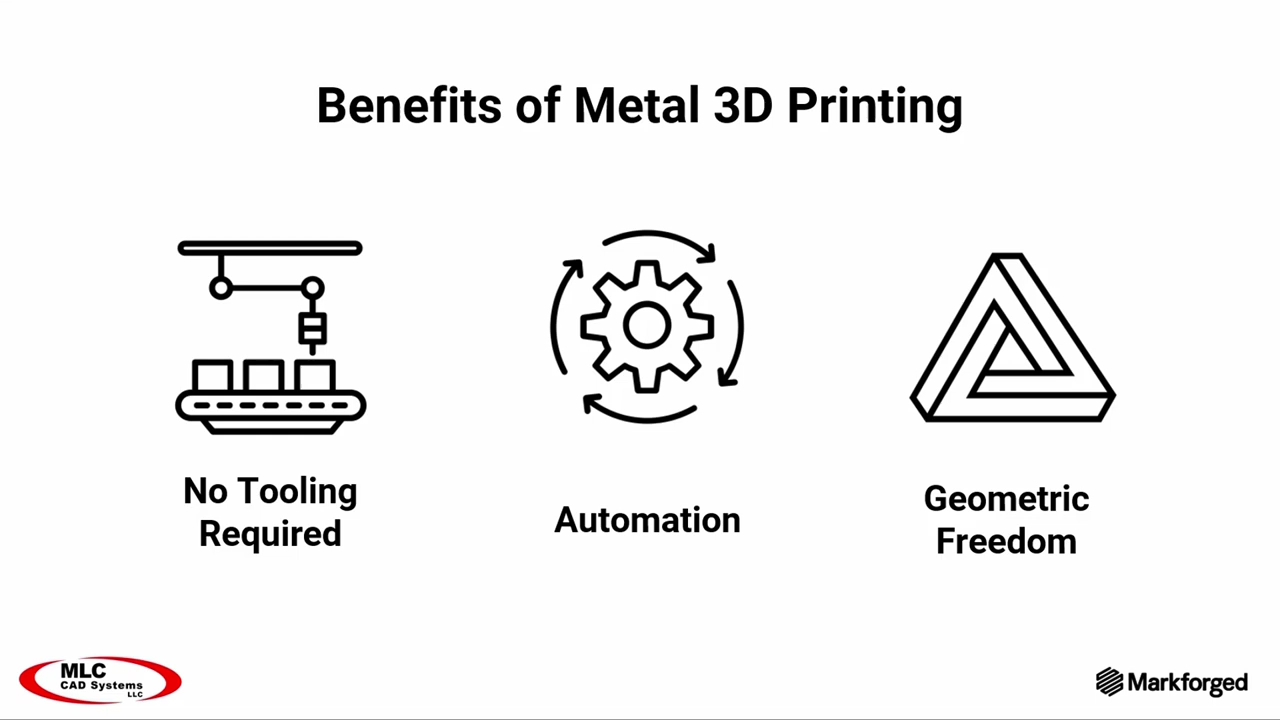 Benefits of Metal 3D Printing
No Tooling
Required
Automation
Geometric
Freedom
MLC
CAD Systems
LLC
Markforged